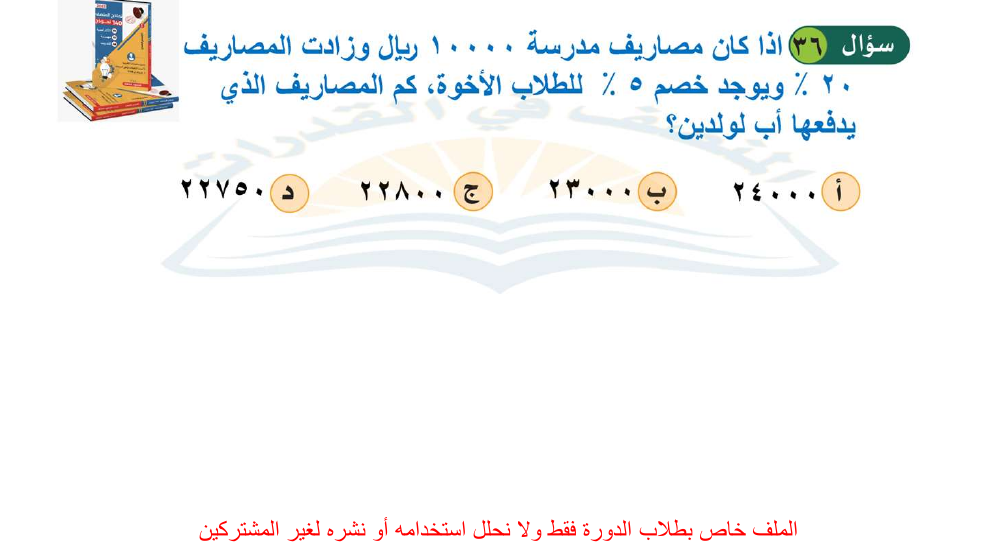 سؤال ٣٦ اذا كان مصاريف مدرسة ١٠٠٠٠ ريال وزادت المصاريف
٢٠ ٪ ويوجد خصم ٥ ٪ للطلاب الأخوة، كم المصاريف الذي
يدفعها أب لولدين؟
أ ٢٤٠٠٠ ب ٢٣٠٠٠ ج ٢٢٨٠٠ د ٢٢٧٥٠
الملف خاص بطلاب الدورة فقط ولا نحلل استخدامه أو نشره لغير المشتركين